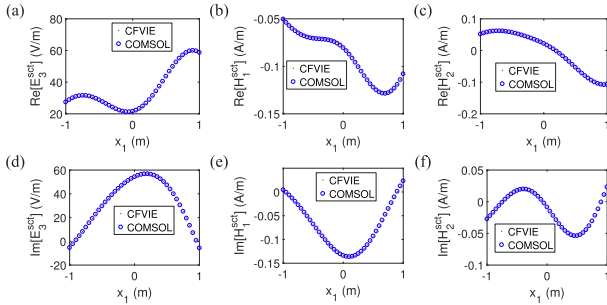 (a)
Re[E₃ˢᶜᵗ] (V/m)
80
60
40
20
CFVIE
COMSOL
-1
0
1
x₁ (m)
(b)
Re[H₁ˢᶜᵗ] (A/m)
-0.05
-0.1
-0.15
CFVIE
COMSOL
-1
0
1
x₁ (m)
(c)
Re[H₂ˢᶜᵗ] (A/m)
0.1
0
-0.1
-0.2
CFVIE
COMSOL
-1
0
1
x₁ (m)
(d)
Im[E₃ˢᶜᵗ] (V/m)
60
40
20
0
-20
CFVIE
COMSOL
-1
0
1
x₁ (m)
(e)
Im[H₁ˢᶜᵗ] (A/m)
0.05
0
-0.05
-0.1
-0.15
CFVIE
COMSOL
-1
0
1
x₁ (m)
(f)
Im[H₂ˢᶜᵗ] (A/m)
0.05
0
-0.05
-0.1
CFVIE
COMSOL
-1
0
1
x₁ (m)